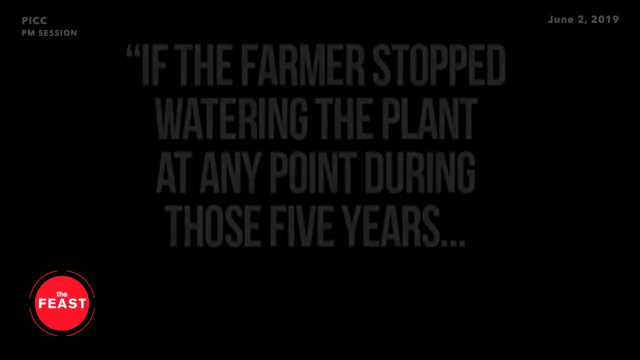 PICC
PM SESSION
June 2, 2019
“IF THE FARMER STOPPED
WATERING THE PLANT
AT ANY POINT DURING
THOSE FIVE YEARS...
the
FEAST